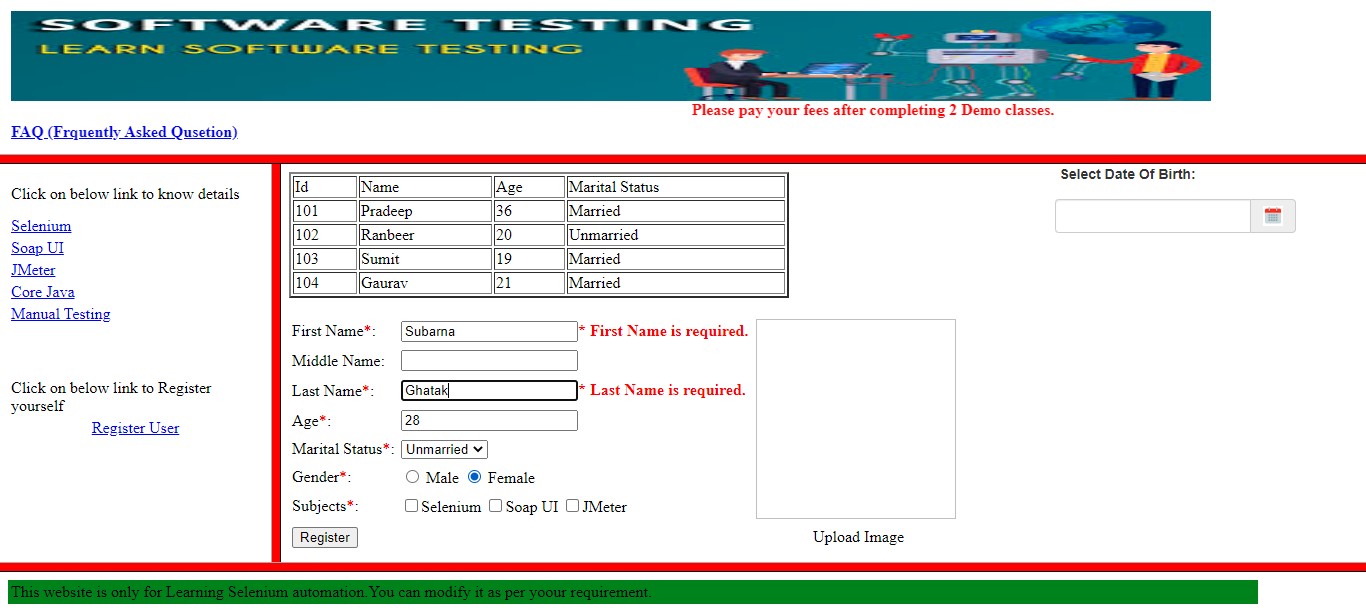 SOFTWARE TESTING
LEARN SOFTWARE TESTING
Please pay your fees after completing 2 Demo classes.
FAQ (Frquently Asked Qusetion)
Click on below link to know details
Selenium
Soap UI
JMeter
Core Java
Manual Testing
Click on below link to Register
yourself
Register User
Id Name Age Marital Status
101 Pradeep 36 Married
102 Ranbeer 20 Unmarried
103 Sumit 19 Married
104 Gaurav 21 Married
Select Date Of Birth:
First Name*: Subarna * First Name is required.
Middle Name:
Last Name*: Ghatak * Last Name is required.
Age*: 28
Marital Status*: Unmarried
Gender*: Male Female
Subjects*: Selenium Soap UI JMeter
Register
Upload Image
This website is only for Learning Selenium automation.You can modify it as per yoour requirement.